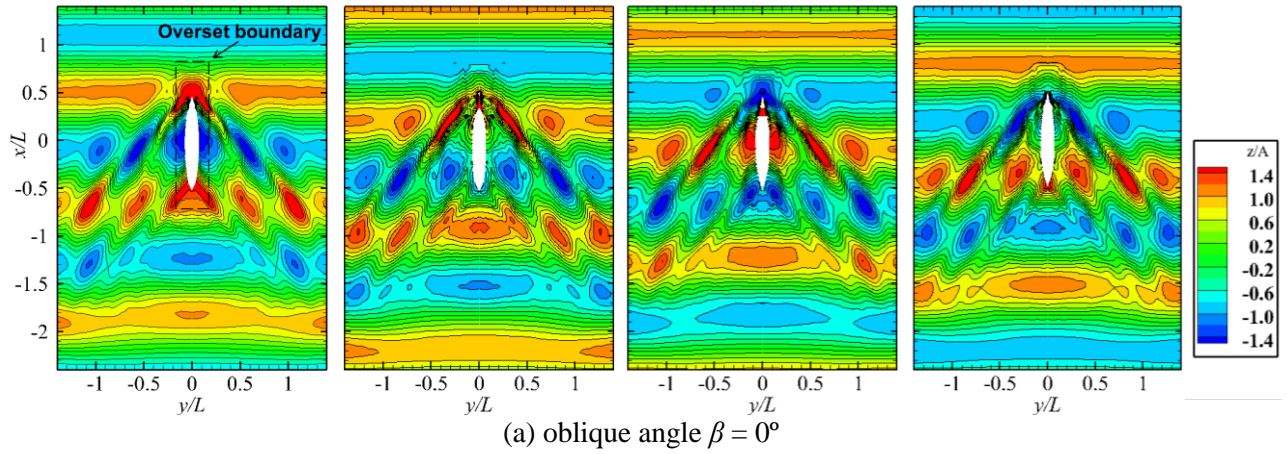 Overset boundary
x/L
1
0.5
0
-0.5
-1
-1.5
-2
-1 -0.5 0 0.5 1
y/L
-1 -0.5 0 0.5 1
y/L
-1 -0.5 0 0.5 1
y/L
-1 -0.5 0 0.5 1
y/L
z/A
1.4
1.0
0.6
0.2
-0.2
-0.6
-1.0
-1.4
(a) oblique angle β = 0º